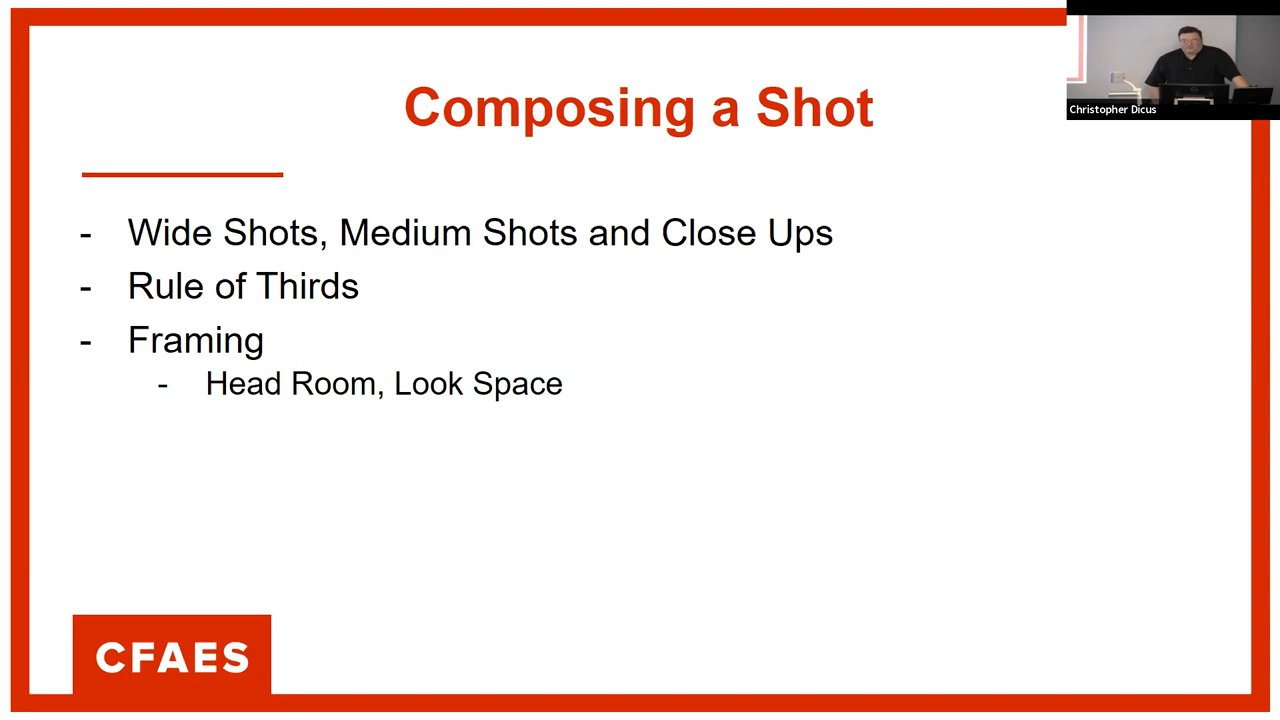 Composing a Shot
Christopher Dicus
- Wide Shots, Medium Shots and Close Ups
- Rule of Thirds
- Framing
- Head Room, Look Space
CFAES